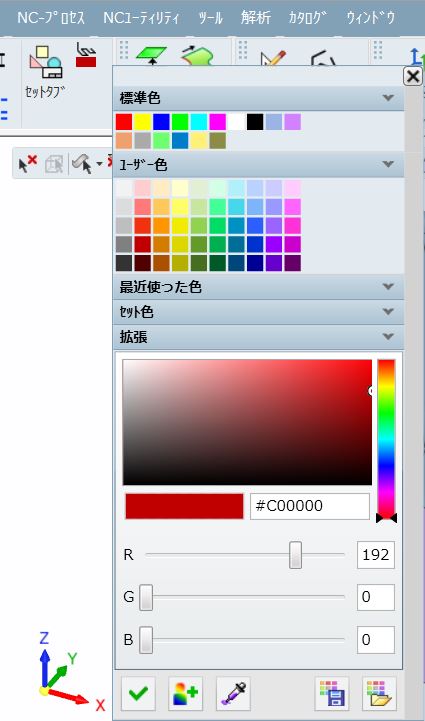 NC-ﾌﾟﾛｾｽ NCﾕｰﾃｨﾘﾃｨ ﾂｰﾙ 解析 ｶﾀﾛｸﾞ ｳｨﾝﾄﾞｳ
ｾｯﾄﾀﾌﾞ
標準色
ﾕｰｻﾞｰ色
最近使った色
ｾｯﾄ色
拡張
#C00000
R 192
G 0
B 0
Z
Y
X